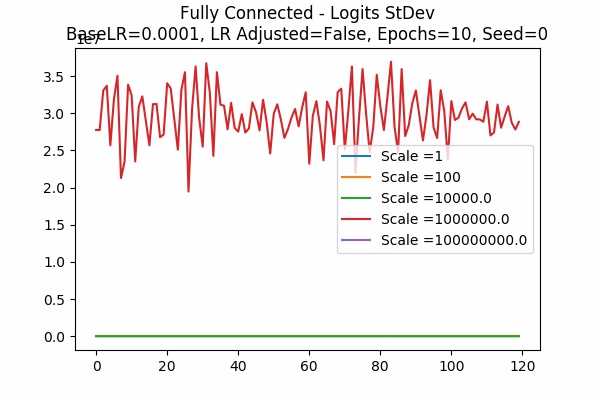 Fully Connected - Logits StDev
BaseLR=0.0001, LR Adjusted=False, Epochs=10, Seed=0
1e7
3.5
3.0
2.5
2.0
1.5
1.0
0.5
0.0
Scale =1
Scale =100
Scale =10000.0
Scale =1000000.0
Scale =100000000.0
0 20 40 60 80 100 120